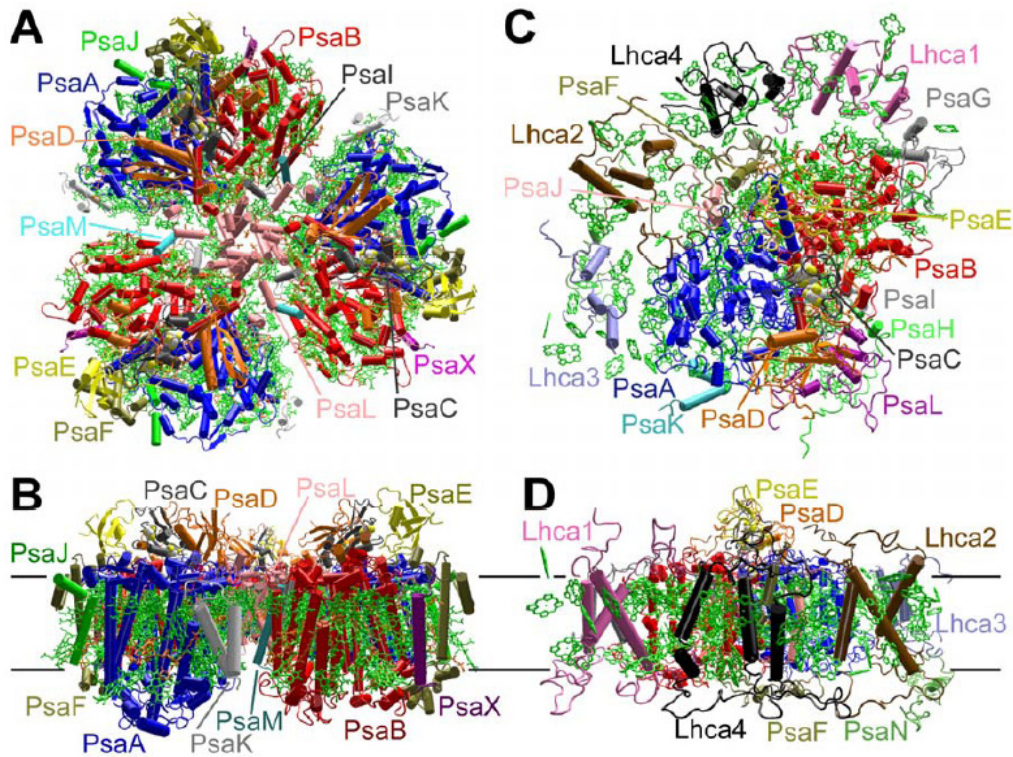 A
PsaJ
PsaB
PsaA
PsaI
PsaK
PsaD
PsaM
PsaE
PsaX
PsaL
PsaC
PsaF
C
Lhca4
Lhca1
PsaF
PsaG
Lhca2
PsaJ
PsaE
PsaB
PsaI
PsaH
Lhca3
PsaA
PsaC
PsaK
PsaD
PsaL
B
PsaC
PsaD
PsaL
PsaE
PsaJ
PsaF
PsaM
PsaX
PsaA
PsaK
PsaB
D
PsaE
Lhca1
PsaD
Lhca2
Lhca3
Lhca4
PsaF
PsaN